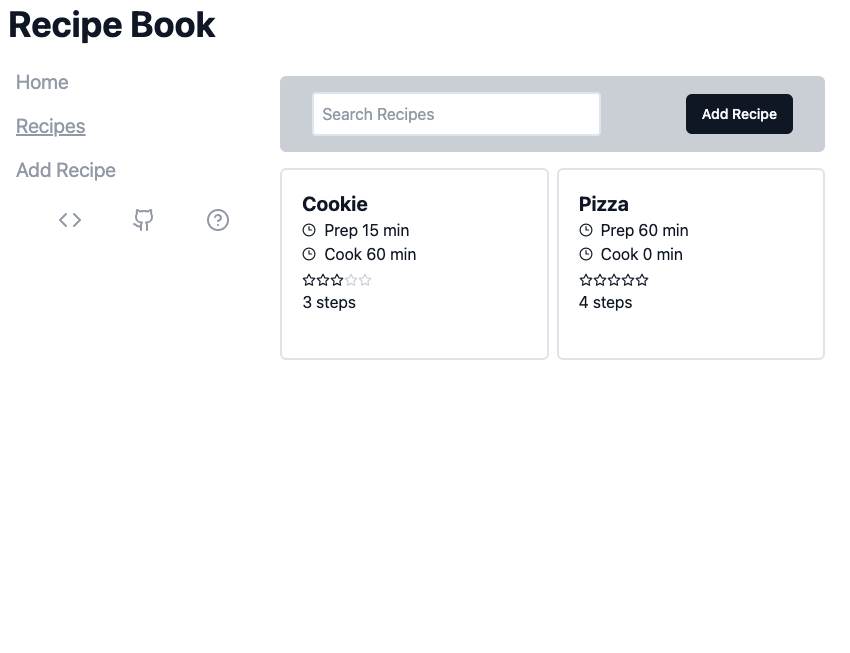 Recipe Book
Home
Recipes
Add Recipe
Search Recipes
Add Recipe
Cookie
Prep 15 min
Cook 60 min
3 steps
Pizza
Prep 60 min
Cook 0 min
4 steps